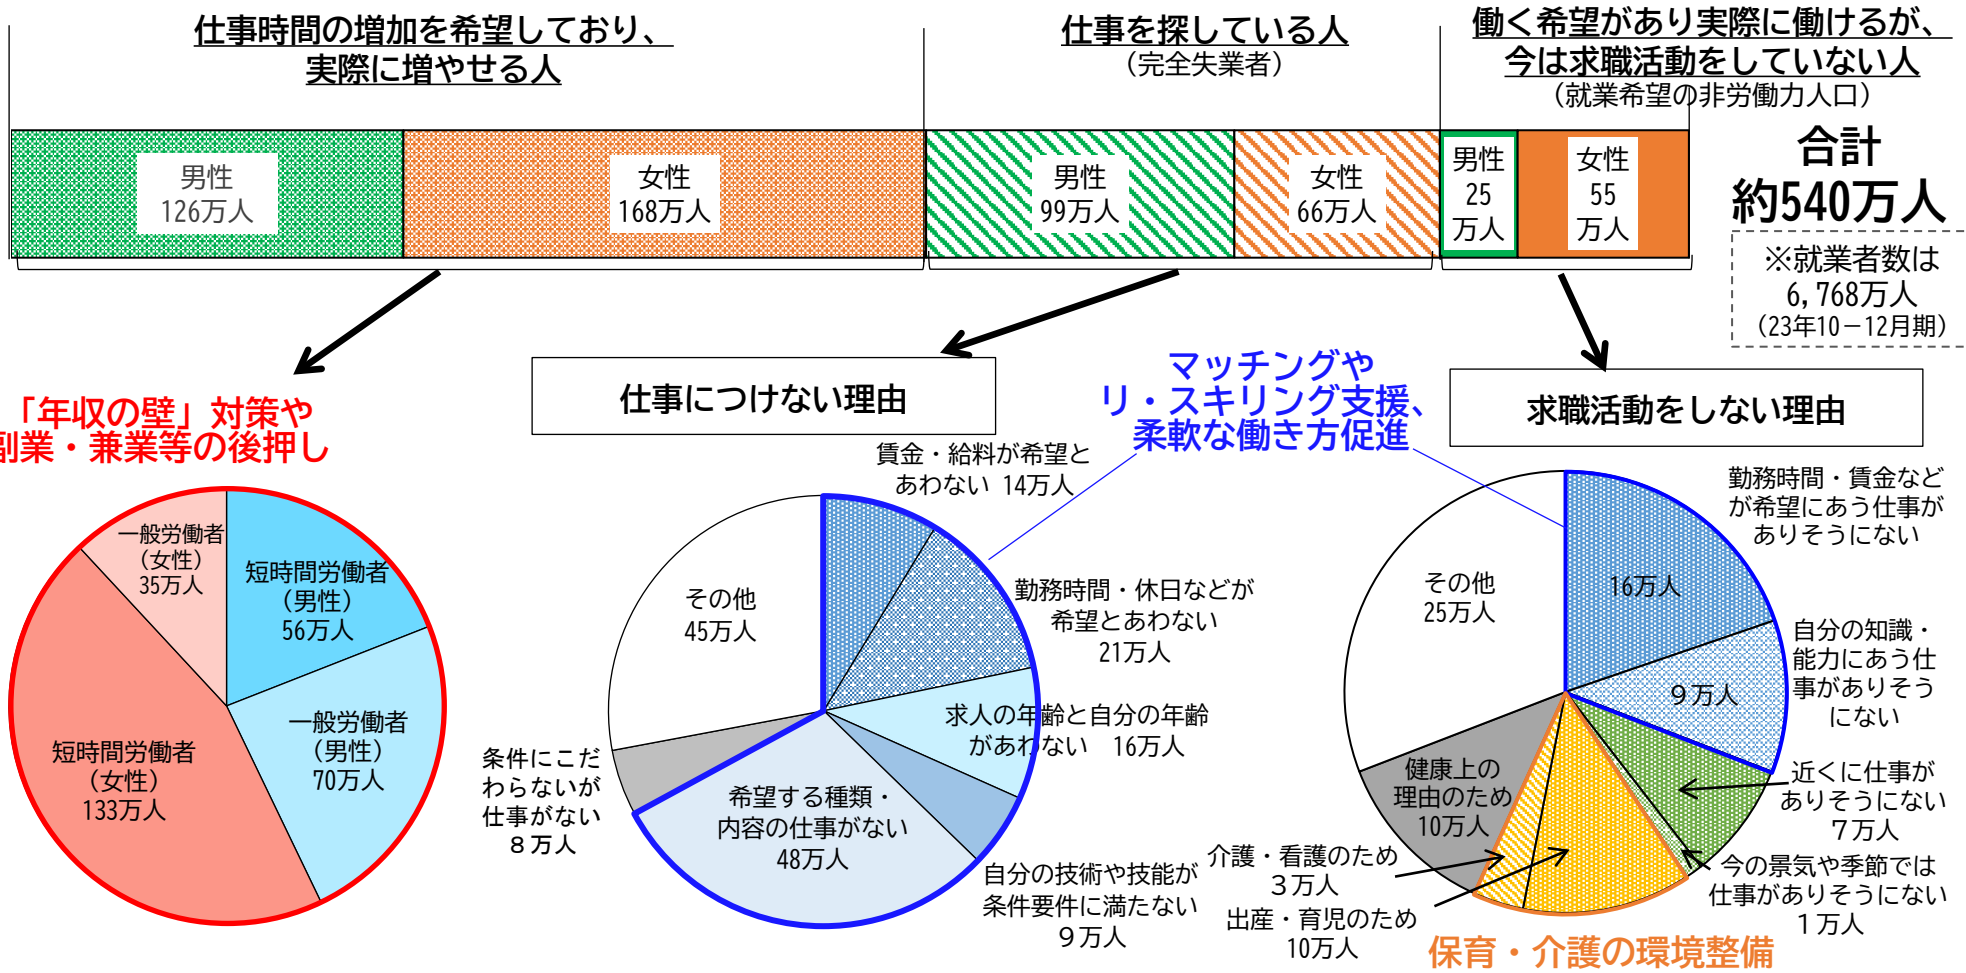 仕事時間の増加を希望しており、
実際に増やせる人
仕事を探している人
（完全失業者）
働く希望があり実際に働けるが、
今は求職活動をしていない人
（就業希望の非労働力人口）
男性
126万人
女性
168万人
男性
99万人
女性
66万人
男性
25
万人
女性
55
万人
合計
約540万人
※就業者数は
6,768万人
（23年10－12月期）
「年収の壁」対策や
副業・兼業等の後押し
一般労働者
（女性）
35万人
短時間労働者
（男性）
56万人
一般労働者
（男性）
70万人
短時間労働者
（女性）
133万人
仕事につけない理由
マッチングや
リ・スキリング支援、
柔軟な働き方促進
賃金・給料が希望と
あわない 14万人
勤務時間・休日などが
希望とあわない
21万人
求人の年齢と自分の年齢
があわない 16万人
自分の技術や技能が
条件要件に満たない
９万人
希望する種類・
内容の仕事がない
48万人
条件にこだ
わらないが
仕事がない
８万人
その他
45万人
求職活動をしない理由
勤務時間・賃金など
が希望にあう仕事が
ありそうにない
16万人
自分の知識・
能力にあう仕
事がありそう
にない
９万人
近くに仕事が
ありそうにない
７万人
今の景気や季節では
仕事がありそうにない
１万人
出産・育児のため
10万人
介護・看護のため
３万人
健康上の
理由のため
10万人
その他
25万人
保育・介護の環境整備